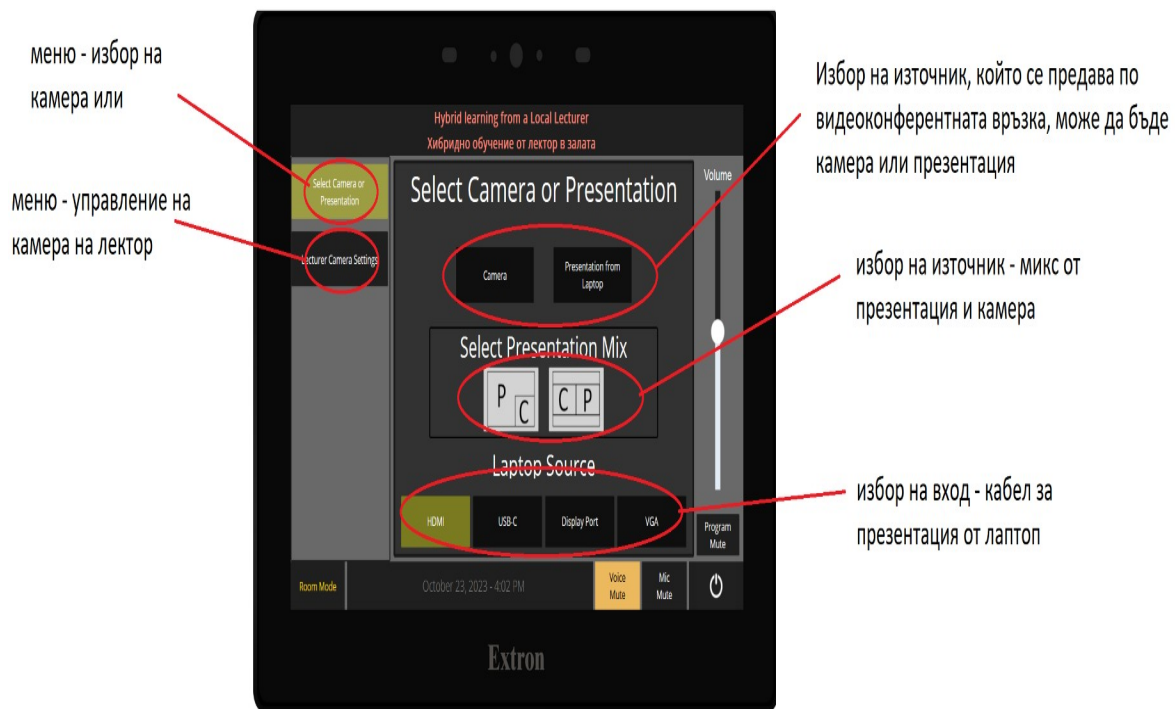 меню - избор на
камера или
меню - управление на
камера на лектор
Hybrid learning from a Local Lecturer
Хибридно обучение от лектор в залата
Select Camera or
Presentation
Lecturer Camera Settings
Select Camera or Presentation
Camera
Presentation from
Laptop
Select Presentation Mix
P
C
C P
Laptop Source
HDMI
USB-C
Display Port
VGA
Volume
Program
Mute
Room Mode
October 23, 2023 - 4:02 PM
Voice
Mute
Mic
Mute
Extron
Избор на източник, който се предава по
видеоконферентната връзка, може да бъде
камера или презентация
избор на източник - микс от
презентация и камера
избор на вход - кабел за
презентация от лаптоп